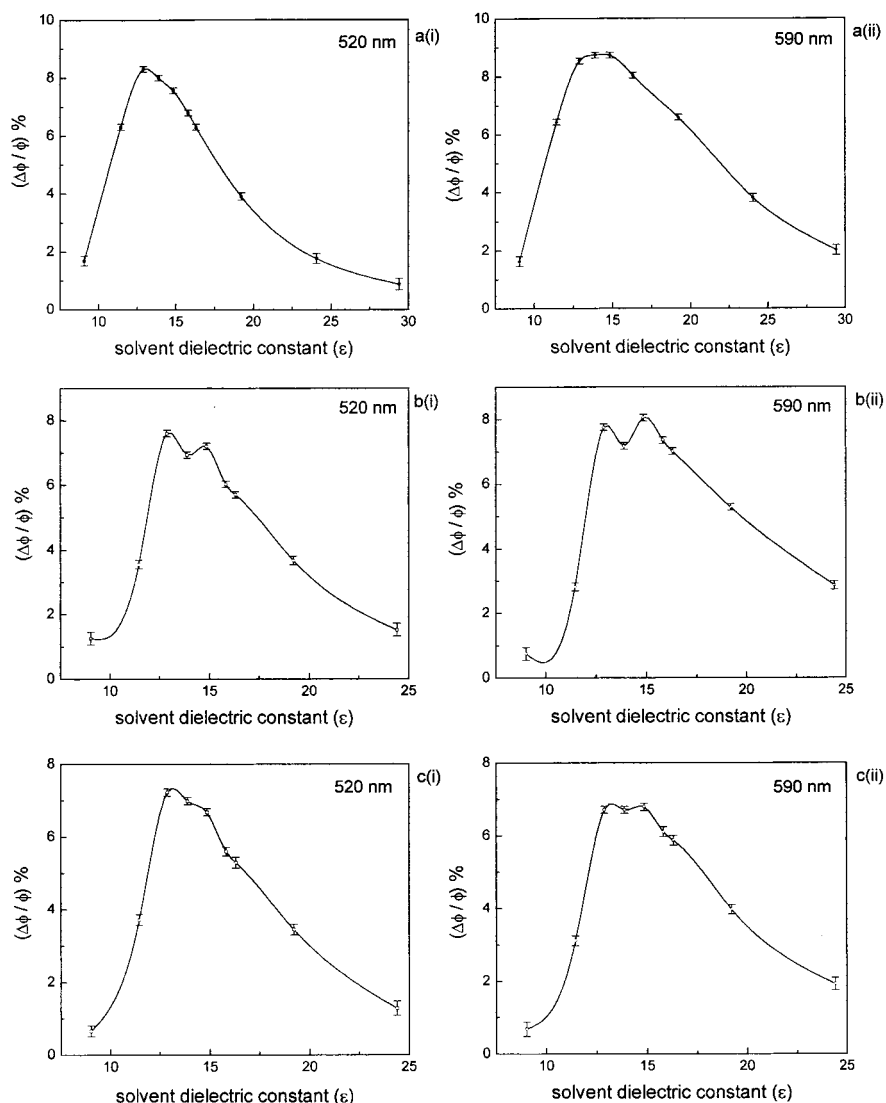 520 nm
a(i)
(Δϕ / ϕ) %
10
8
6
4
2
0
10 15 20 25 30
solvent dielectric constant (ε)
590 nm
a(ii)
(Δϕ / ϕ) %
10
8
6
4
2
0
10 15 20 25 30
solvent dielectric constant (ε)
520 nm
b(i)
(Δϕ / ϕ) %
8
6
4
2
0
10 15 20 25
solvent dielectric constant (ε)
590 nm
b(ii)
(Δϕ / ϕ) %
8
6
4
2
0
10 15 20 25
solvent dielectric constant (ε)
520 nm
c(i)
(Δϕ / ϕ) %
8
6
4
2
0
10 15 20 25
solvent dielectric constant (ε)
590 nm
c(ii)
(Δϕ / ϕ) %
8
6
4
2
0
10 15 20 25
solvent dielectric constant (ε)